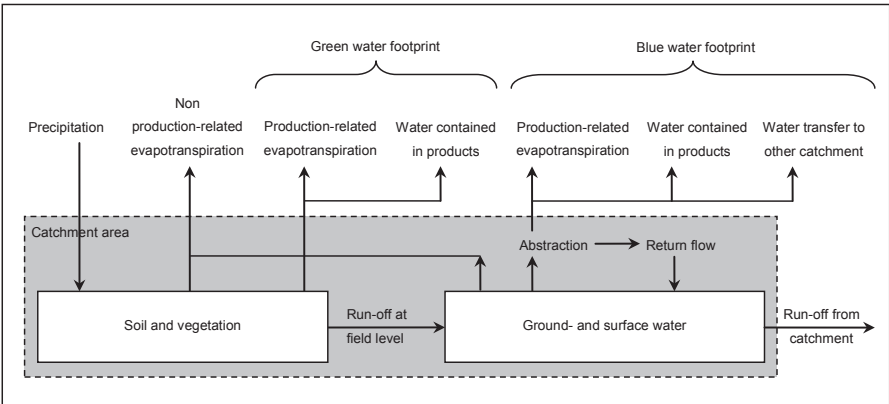 Green water footprint
Blue water footprint
Precipitation
Non
production-related
evapotranspiration
Production-related
evapotranspiration
Water contained
in products
Production-related
evapotranspiration
Water contained
in products
Water transfer to
other catchment
Catchment area
Abstraction
Return flow
Soil and vegetation
Run-off at
field level
Ground- and surface water
Run-off from
catchment